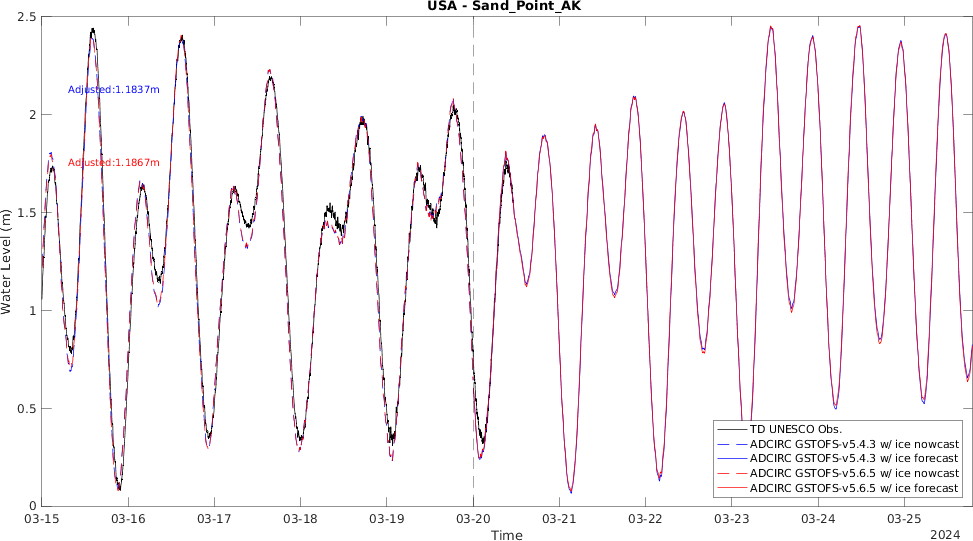 USA - Sand_Point_AK
2.5
2
1.5
1
0.5
0
Water Level (m)
Adjusted:1.1837m
Adjusted:1.1867m
TD UNESCO Obs.
ADCIRC GSTOFS-v5.4.3 w/ ice nowcast
ADCIRC GSTOFS-v5.4.3 w/ ice forecast
ADCIRC GSTOFS-v5.6.5 w/ ice nowcast
ADCIRC GSTOFS-v5.6.5 w/ ice forecast
03-15 03-16 03-17 03-18 03-19 03-20 03-21 03-22 03-23 03-24 03-25
Time
2024